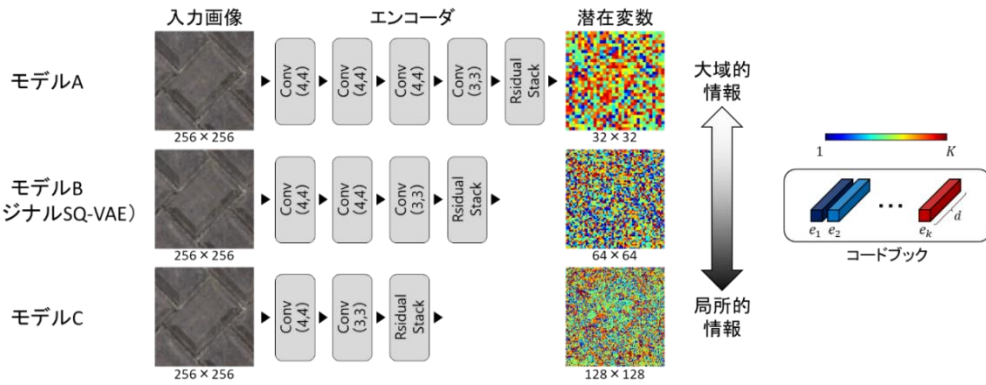 入力画像
エンコーダ
潜在変数
モデルA
Conv
(4,4)
Conv
(4,4)
Conv
(4,4)
Conv
(3,3)
Rsidual
Stack
256×256
32×32
大域的
情報
モデルB
ジナルSQ-VAE）
Conv
(4,4)
Conv
(4,4)
Conv
(3,3)
Rsidual
Stack
256×256
64×64
モデルC
Conv
(4,4)
Conv
(3,3)
Rsidual
Stack
256×256
128×128
局所的
情報
1
K
e₁ e₂ … eₖ d
コードブック